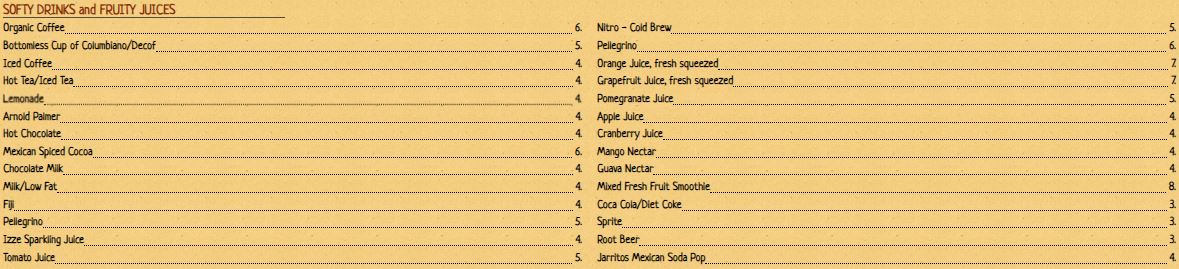 SOFTY DRINKS and FRUITY JUICES
Organic Coffee 6.
Bottomless Cup of Columbiano/Decof 5.
Iced Coffee 4.
Hot Tea/Iced Tea 4.
Lemonade 4.
Arnold Palmer 4.
Hot Chocolate 4.
Mexican Spiced Cocoa 6.
Chocolate Milk 4.
Milk/Low Fat 4.
Fiji 4.
Pellegrino 5.
Izze Sparkling Juice 4.
Tomato Juice 5.
Nitro - Cold Brew 5.
Pellegrino 6.
Orange Juice, fresh squeezed 7.
Grapefruit Juice, fresh squeezed 7.
Pomegranate Juice 5.
Apple Juice 4.
Cranberry Juice 4.
Mango Nectar 4.
Guava Nectar 4.
Mixed Fresh Fruit Smoothie 8.
Coca Cola/Diet Coke 3.
Sprite 3.
Root Beer 3.
Jarritos Mexican Soda Pop 4.